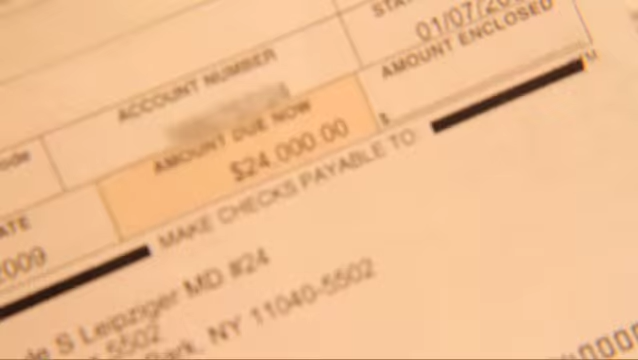 01/07/20
ACCOUNT NUMBER
AMOUNT ENCLOSED
AMOUNT DUE NOW
$
$24,000.00
MAKE CHECKS PAYABLE TO
2009
S Leipziger MD #24
5502
Park, NY 11040-5502